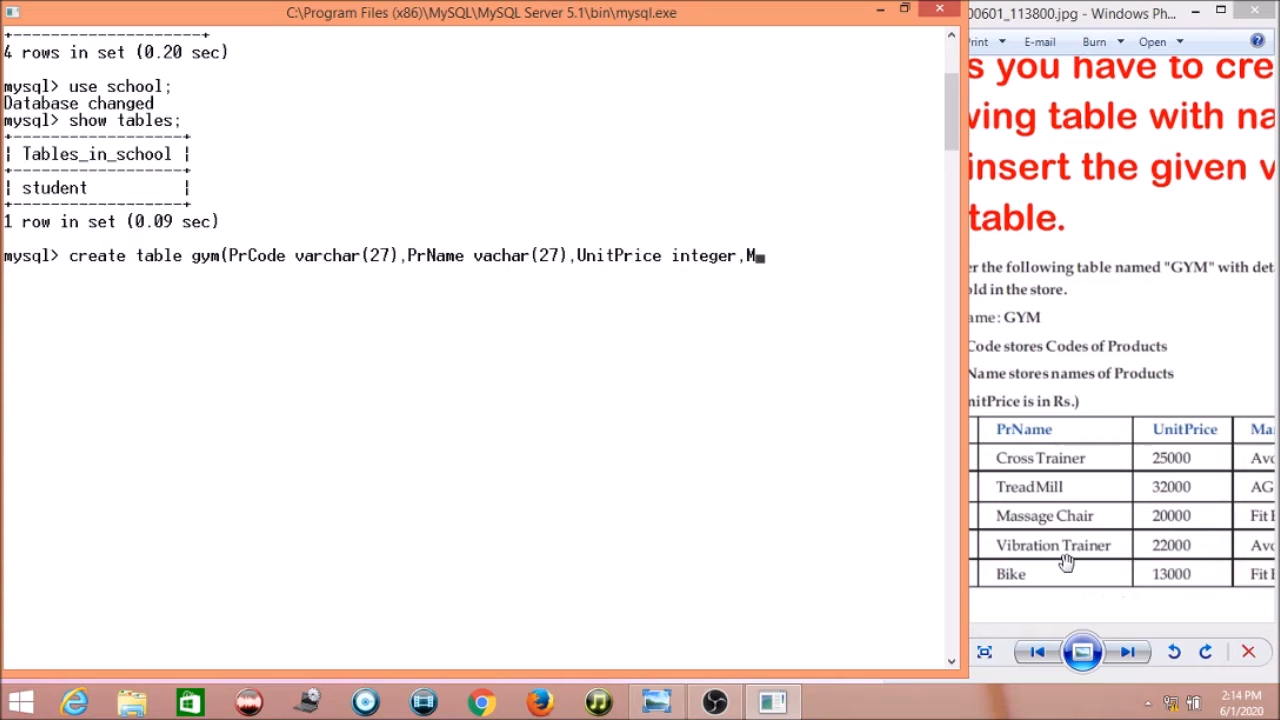 C:\Program Files (x86)\MySQL\MySQL Server 5.1\bin\mysql.exe
+---------------------+
4 rows in set (0.20 sec)
mysql> use school;
Database changed
mysql> show tables;
+-------------------+
| Tables_in_school |
+-------------------+
| student |
+-------------------+
1 row in set (0.09 sec)
mysql> create table gym(PrCode varchar(27),PrName vachar(27),UnitPrice integer,M
00601_113800.jpg - Windows Ph...
Print E-mail Burn Open
s you have to cre
ving table with na
insert the given v
table.
er the following table named "GYM" with det
old in the store.
ame: GYM
Code stores Codes of Products
Name stores names of Products
nitPrice is in Rs.)
PrName UnitPrice Ma
Cross Trainer 25000 Avo
TreadMill 32000 AG
Massage Chair 20000 Fit
Vibration Trainer 22000 Avo
Bike 13000 Fit
2:14 PM
6/1/2020